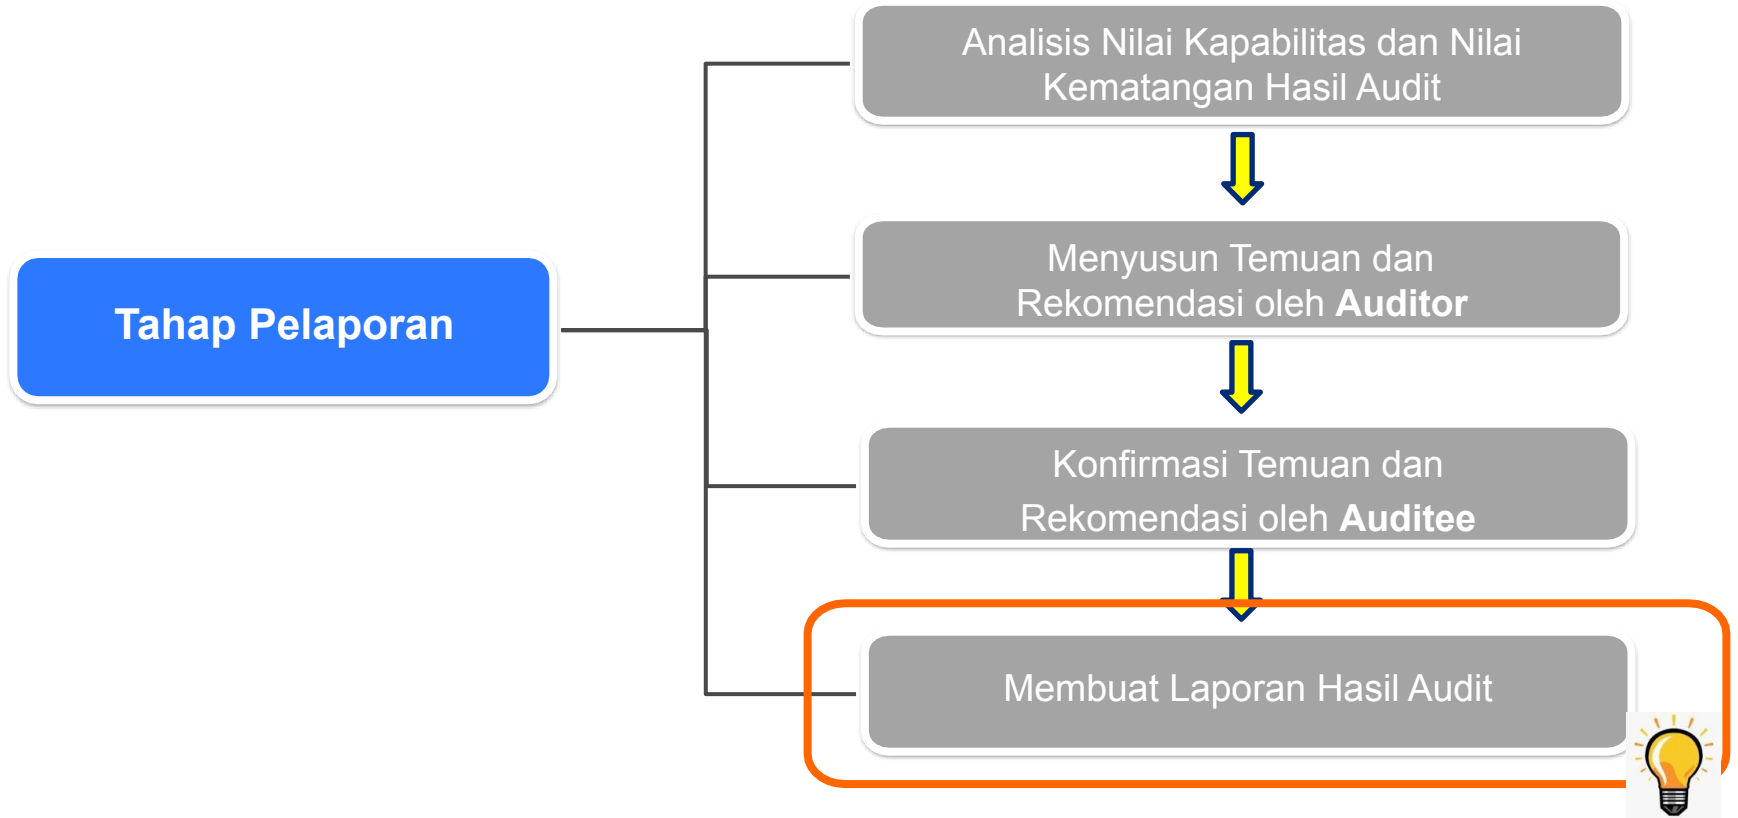 Analisis Nilai Kapabilitas dan Nilai
Kematangan Hasil Audit
Menyusun Temuan dan
Rekomendasi oleh Auditor
Tahap Pelaporan
Konfirmasi Temuan dan
Rekomendasi oleh Auditee
Membuat Laporan Hasil Audit